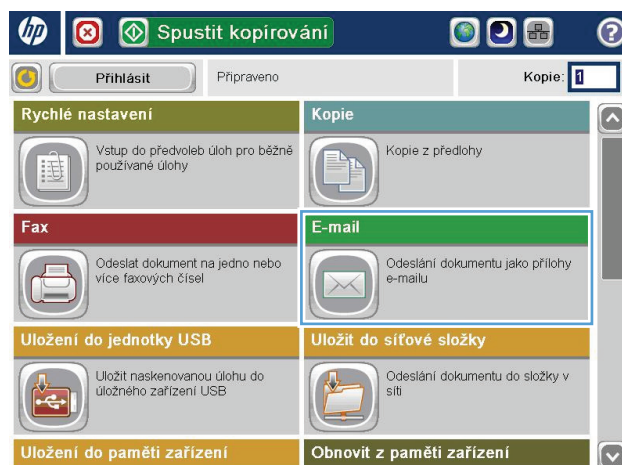 hp Spustit kopírování ?
Přihlásit Připraveno Kopie: 1
Rychlé nastavení
Vstup do předvoleb úloh pro běžně
používané úlohy
Kopie
Kopie z předlohy
Fax
Odeslat dokument na jedno nebo
více faxových čísel
E-mail
Odeslání dokumentu jako přílohy
e-mailu
Uložení do jednotky USB
Uložit naskenovanou úlohu do
úložného zařízení USB
Uložit do síťové složky
Odeslání dokumentu do složky v
síti
Uložení do paměti zařízení
Obnovit z paměti zařízení